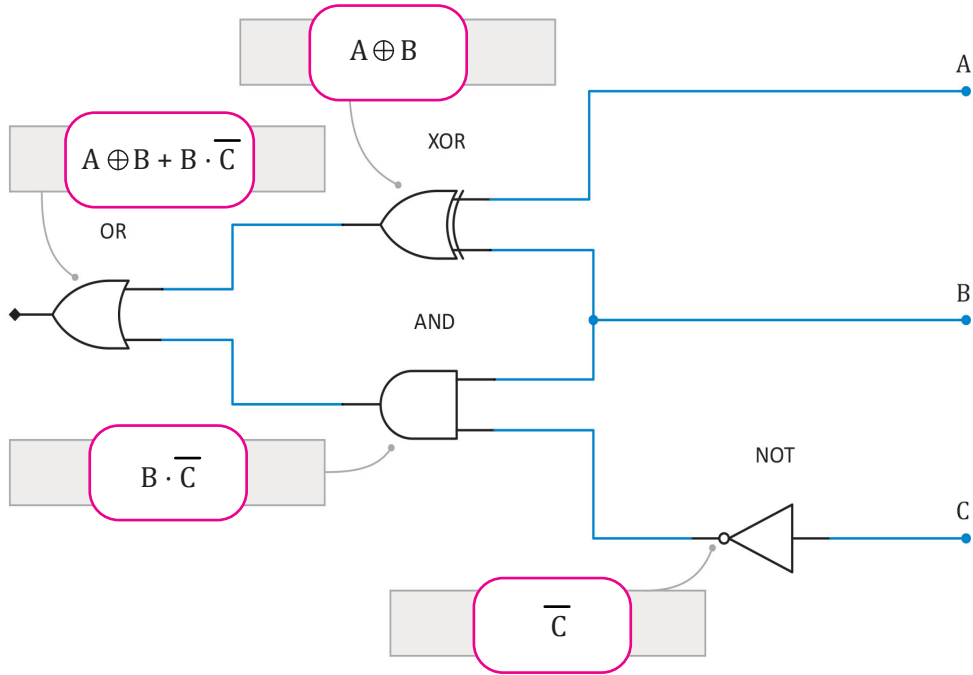 A ⊕ B
A
XOR
A ⊕ B + B · C̅
OR
B
AND
B · C̅
NOT
C
C̅